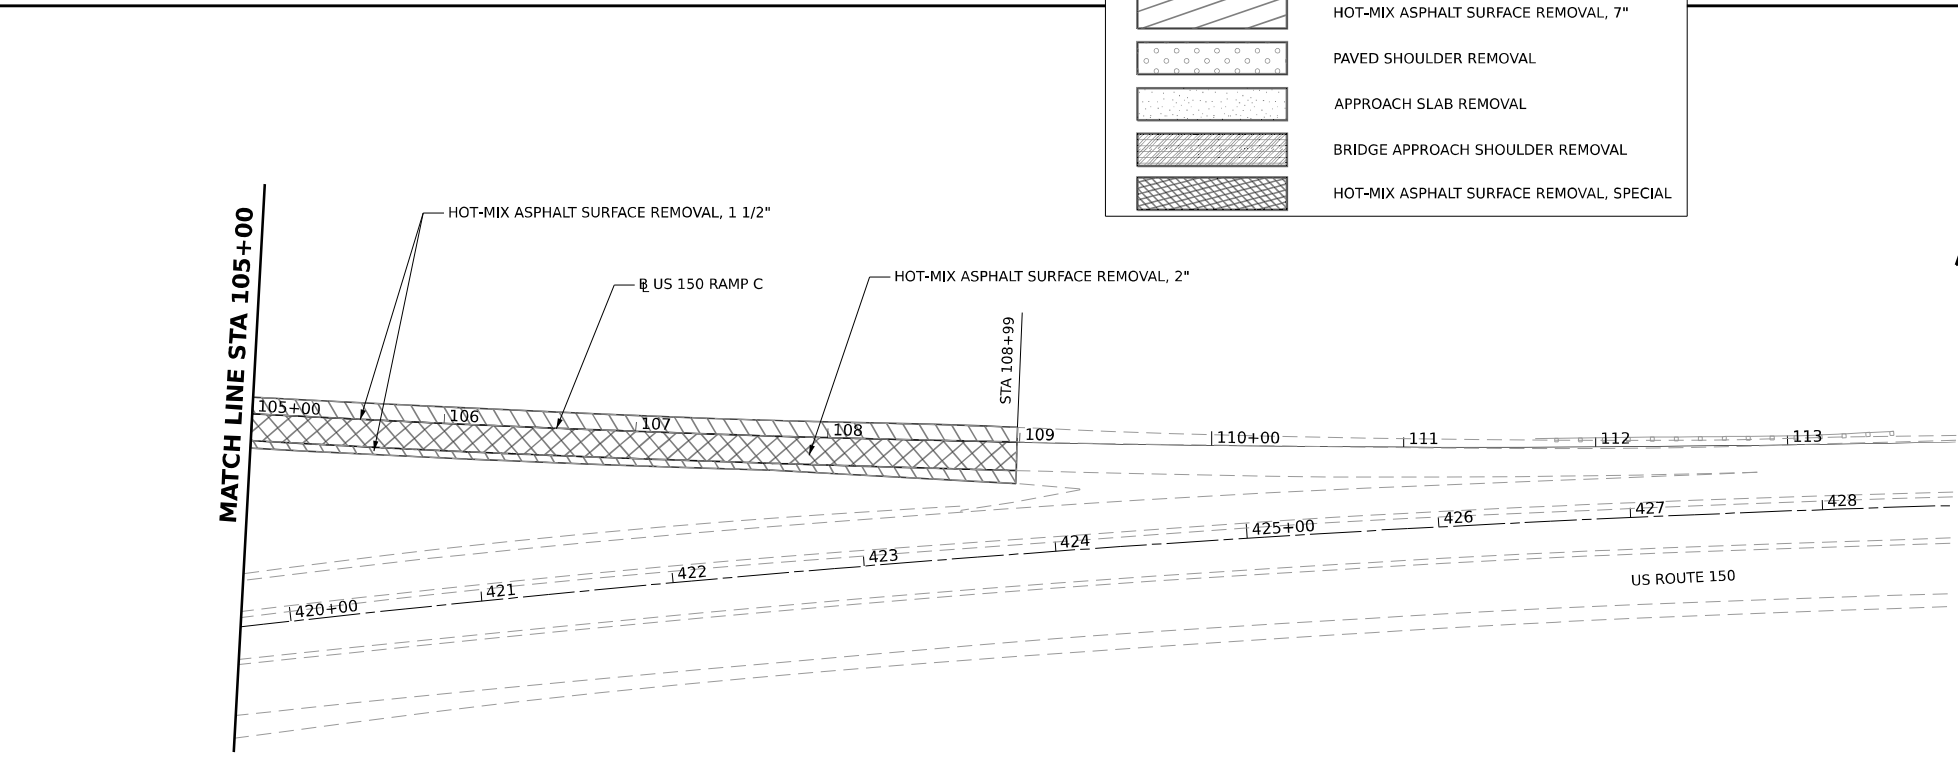 HOT-MIX ASPHALT SURFACE REMOVAL, 7"
PAVED SHOULDER REMOVAL
APPROACH SLAB REMOVAL
BRIDGE APPROACH SHOULDER REMOVAL
HOT-MIX ASPHALT SURFACE REMOVAL, SPECIAL
MATCH LINE STA 105+00
HOT-MIX ASPHALT SURFACE REMOVAL, 1 1/2"
BL US 150 RAMP C
HOT-MIX ASPHALT SURFACE REMOVAL, 2"
STA 108+99
105+00
106
107
108
109
110+00
111
112
113
420+00
421
422
423
424
425+00
426
427
428
US ROUTE 150